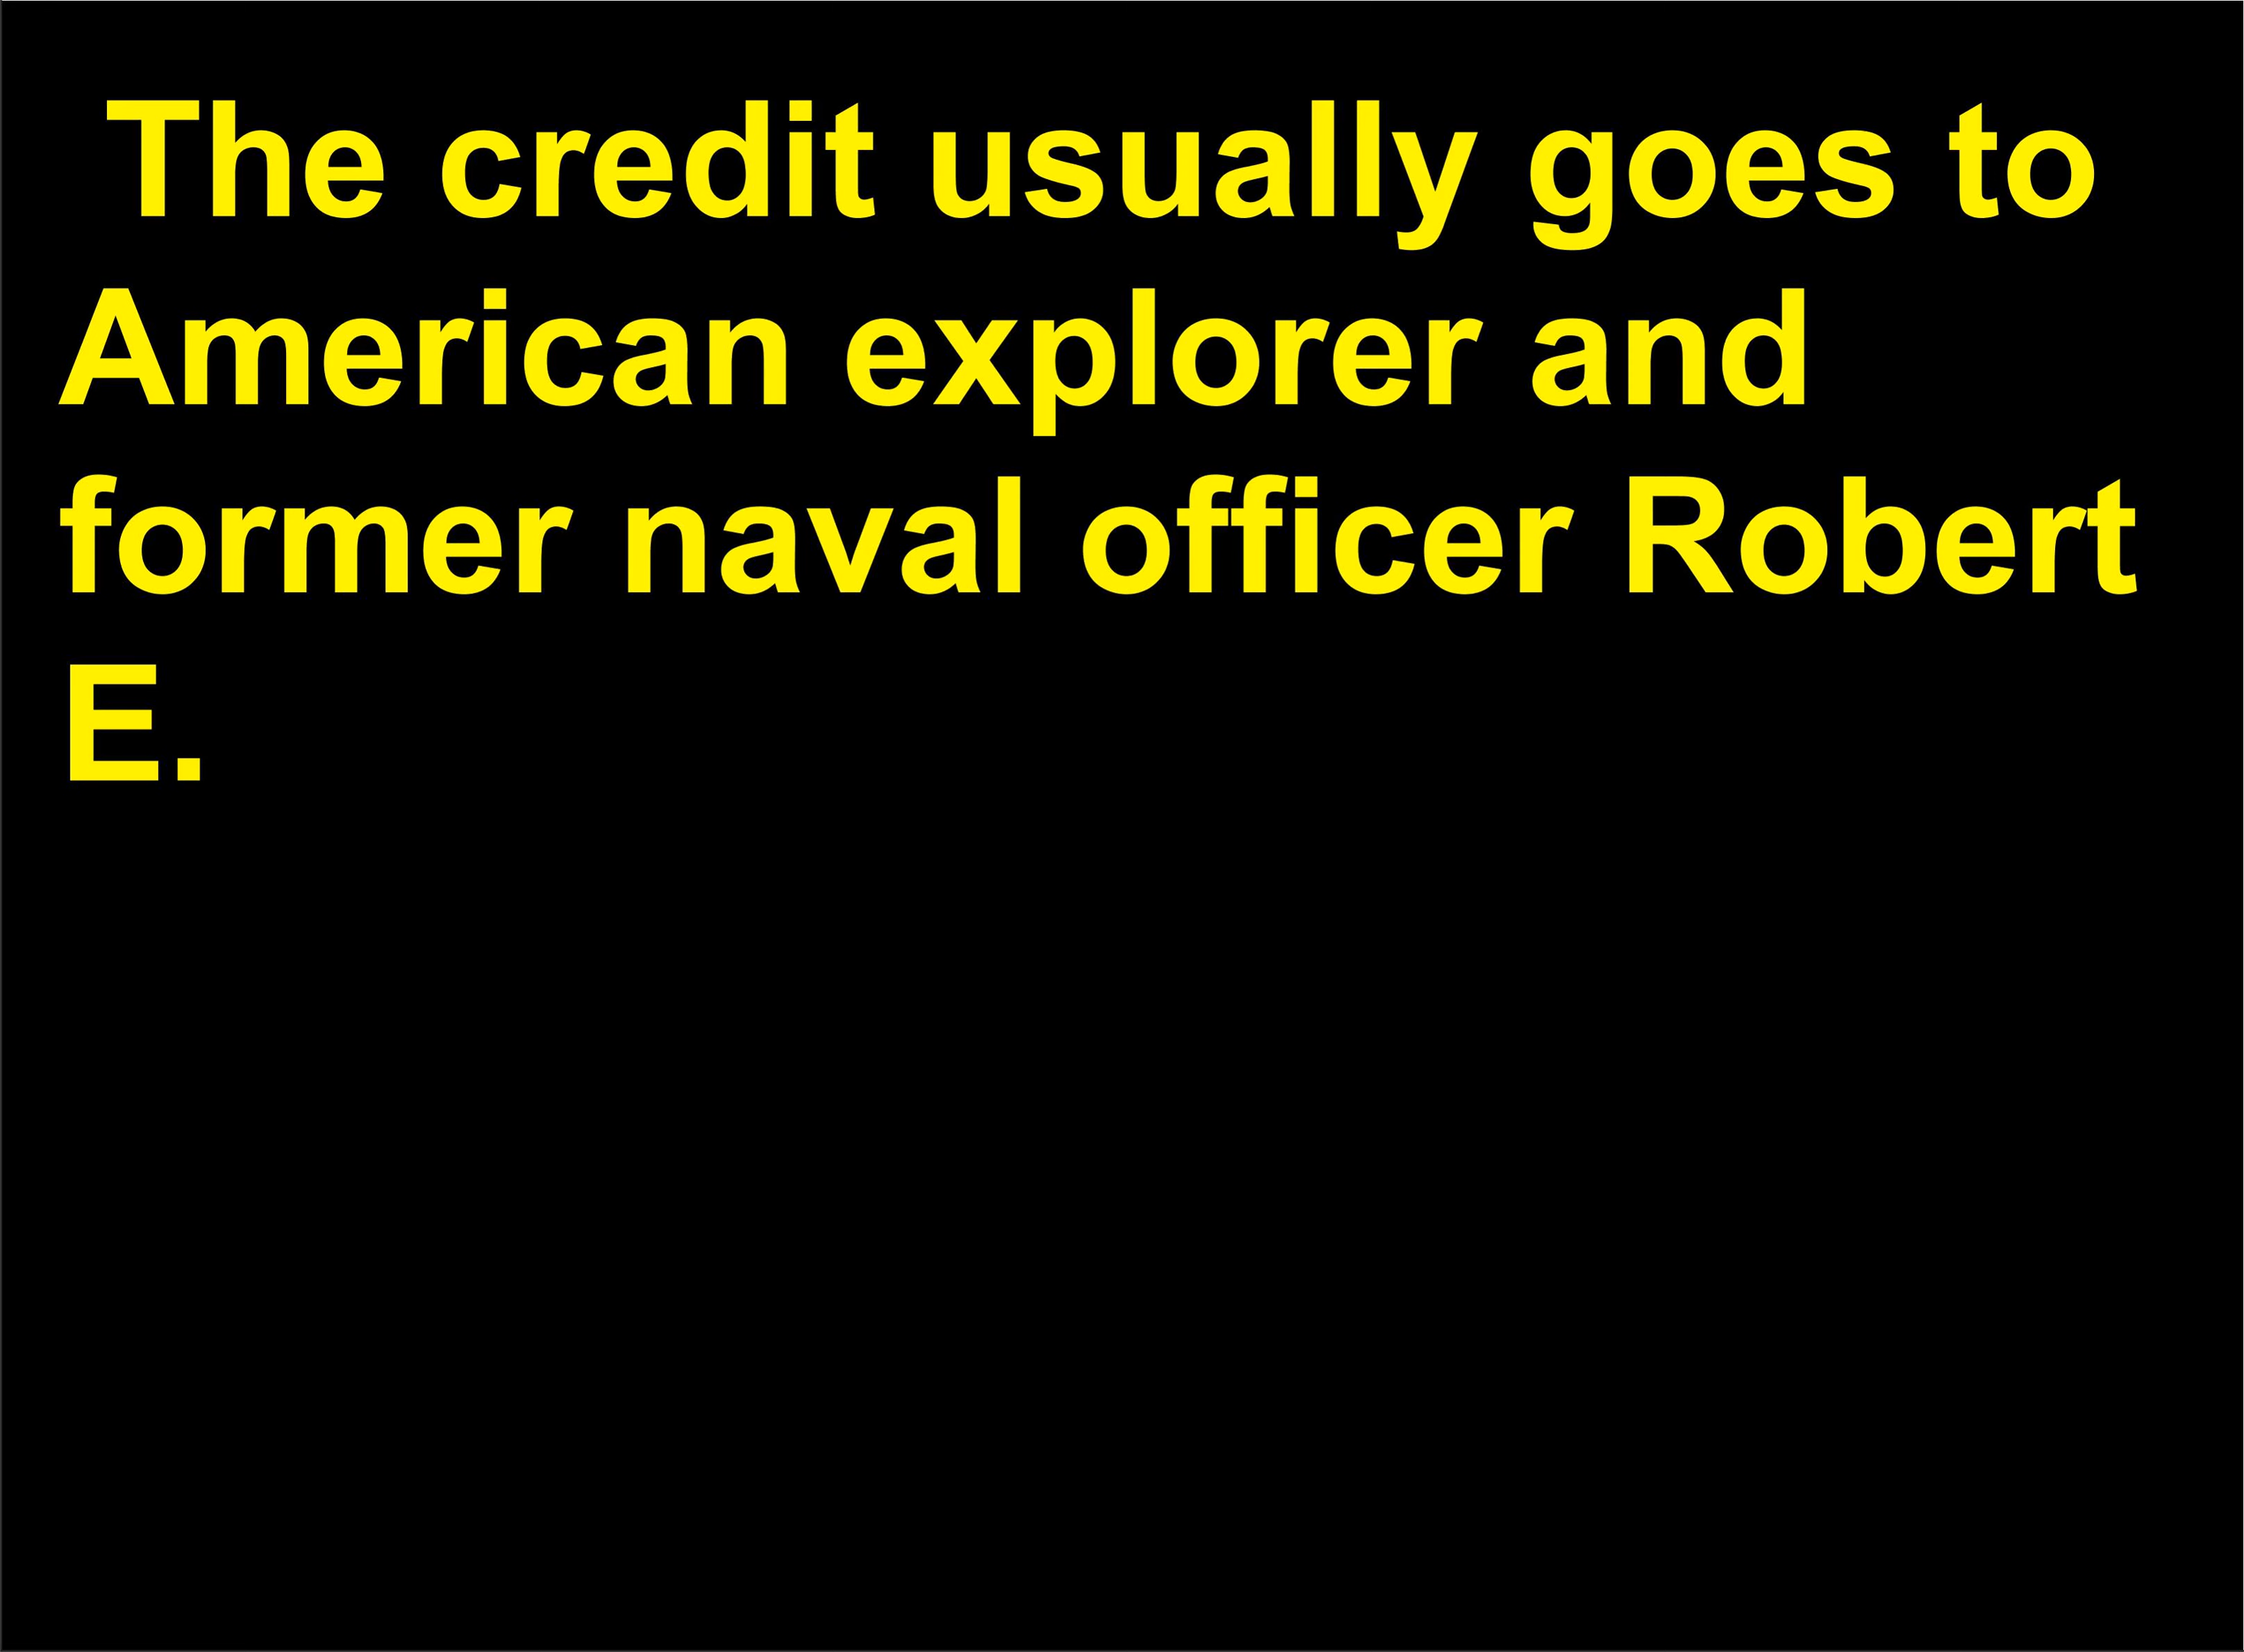 The credit usually goes to
American explorer and
former naval officer Robert
E.